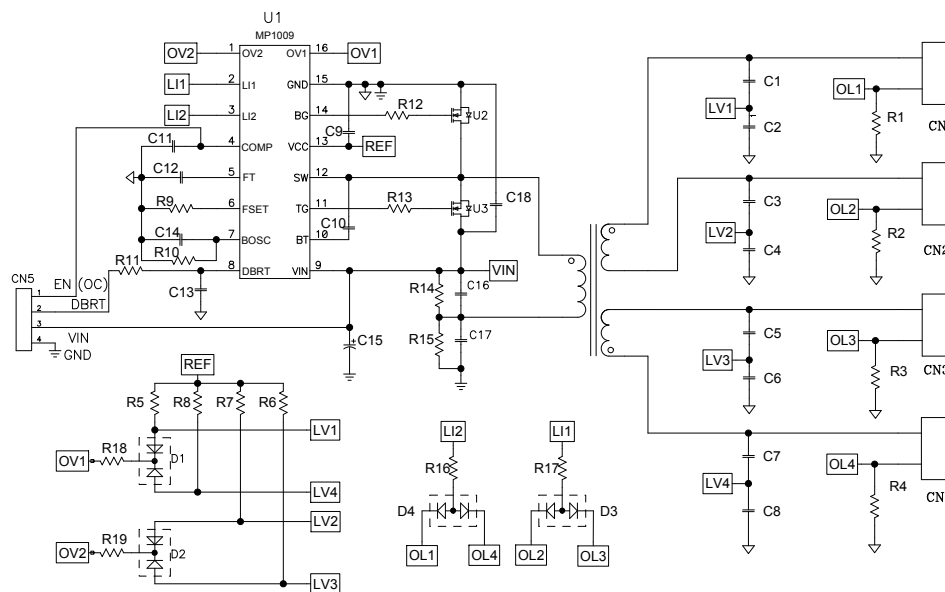 U1
MP1009
OV2 1 OV2 OV1 16 OV1
LI1 2 LI1 GND 15
LI2 3 LI2 BG 14 R12 U2
C11 4 COMP VCC 13 REF C9
C12 5 FT SW 12
R9 6 FSET TG 11 R13 U3 C18
C14 7 BOSC BT 10 C10
R10
R11 8 DBRT VIN 9 VIN
C13
CN5
1 EN (OC)
2 DBRT
3 VIN
4 GND
C15
R14 C16
R15 C17
C1 OL1
LV1 R1
C2 CN
C3 OL2
LV2 R2
C4 CN2
C5 OL3
LV3 R3
C6 CN3
C7 OL4
LV4 R4
C8 CN
REF
R5 R8 R7 R6
LV1
OV1 R18 D1
LV4
LV2
OV2 R19 D2
LV3
LI2 LI1
R16 R17
D4 D3
OL1 OL4 OL2 OL3